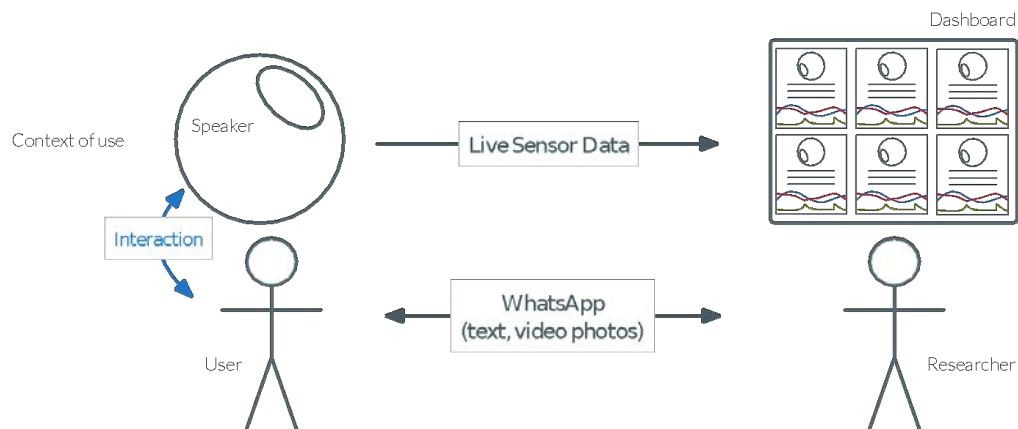 Dashboard
Speaker
Context of use
Live Sensor Data
Interaction
WhatsApp
(text, video photos)
User
Researcher